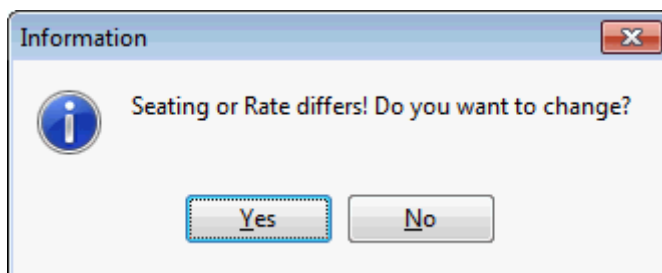 Information
Seating or Rate differs! Do you want to change?
Yes No